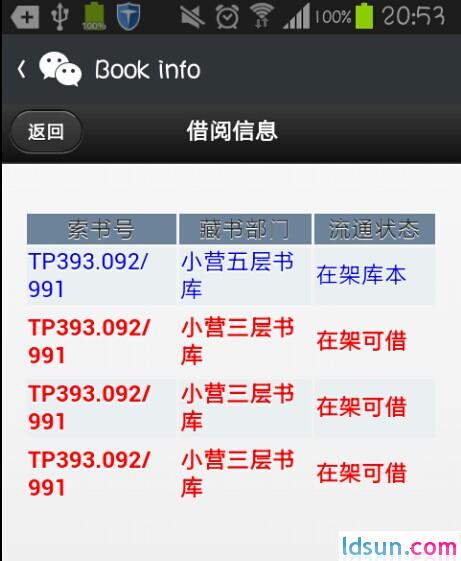 100% 100% 20:53
Book info
返回 借阅信息
索书号 藏书部门 流通状态
TP393.092/ 小营五层书 在架库本
991 库
TP393.092/ 小营三层书 在架可借
991 库
TP393.092/ 小营三层书 在架可借
991 库
TP393.092/ 小营三层书 在架可借
991 库
ldsun.com